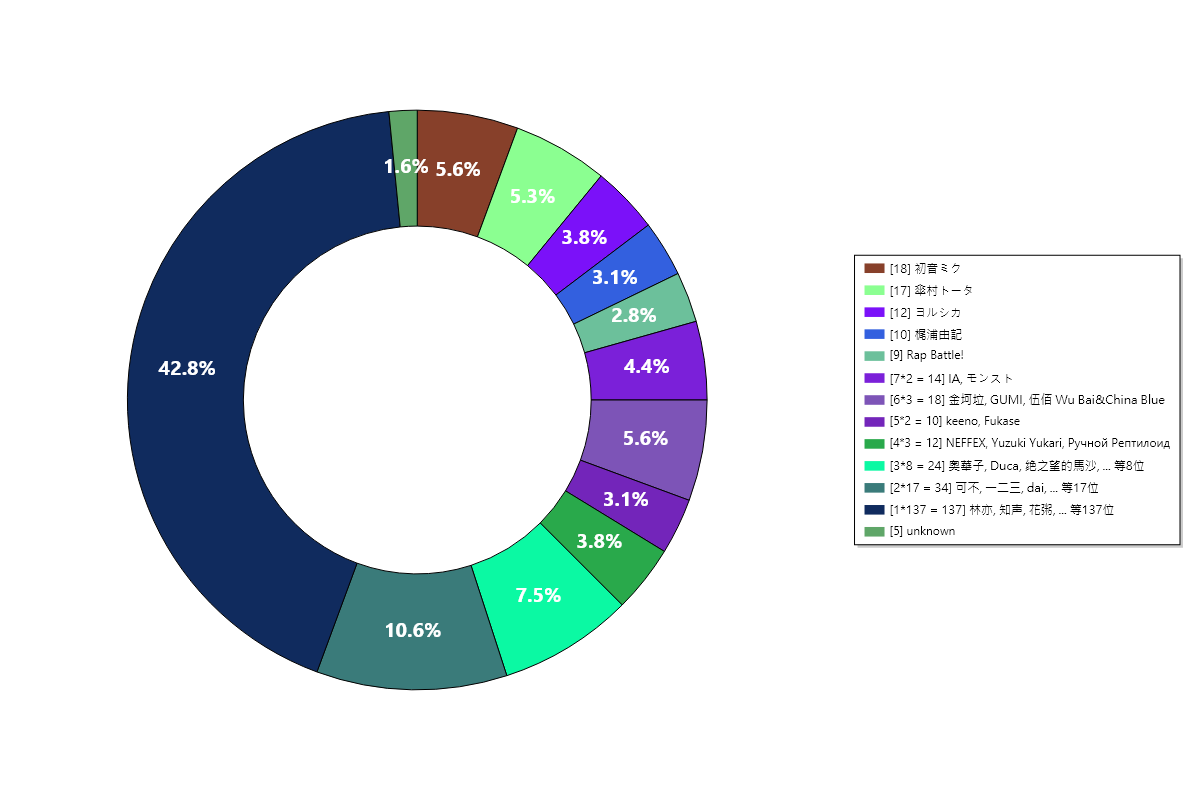 1.6%
5.6%
5.3%
3.8%
3.1%
2.8%
4.4%
5.6%
3.1%
3.8%
7.5%
10.6%
42.8%
[18] 初音ミク
[17] 傘村トータ
[12] ヨルシカ
[10] 梶浦由記
[9] Rap Battle!
[7*2 = 14] IA, モンスト
[6*3 = 18] 金坷垃, GUMI, 伍佰 Wu Bai&China Blue
[5*2 = 10] keeno, Fukase
[4*3 = 12] NEFFEX, Yuzuki Yukari, Ручной Рептилоид
[3*8 = 24] 奥華子, Duca, 绝之望的馬沙, ... 等8位
[2*17 = 34] 可不, 一二三, dai, ... 等17位
[1*137 = 137] 林亦, 知声, 花粥, ... 等137位
[5] unknown